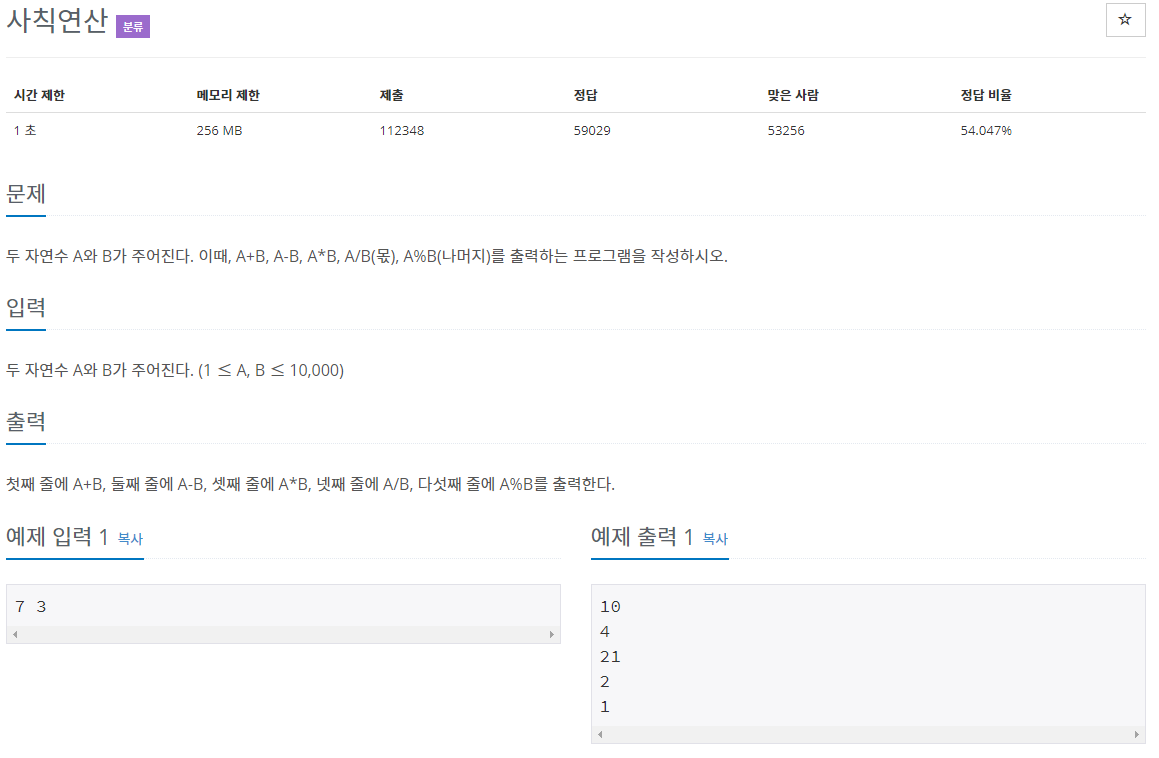 사칙연산 분류
☆
시간 제한 메모리 제한 제출 정답 맞은 사람 정답 비율
1 초 256 MB 112348 59029 53256 54.047%
문제
두 자연수 A와 B가 주어진다. 이때, A+B, A-B, A*B, A/B(몫), A%B(나머지)를 출력하는 프로그램을 작성하시오.
입력
두 자연수 A와 B가 주어진다. (1 ≤ A, B ≤ 10,000)
출력
첫째 줄에 A+B, 둘째 줄에 A-B, 셋째 줄에 A*B, 넷째 줄에 A/B, 다섯째 줄에 A%B를 출력한다.
예제 입력 1 복사
7 3
예제 출력 1 복사
10
4
21
2
1